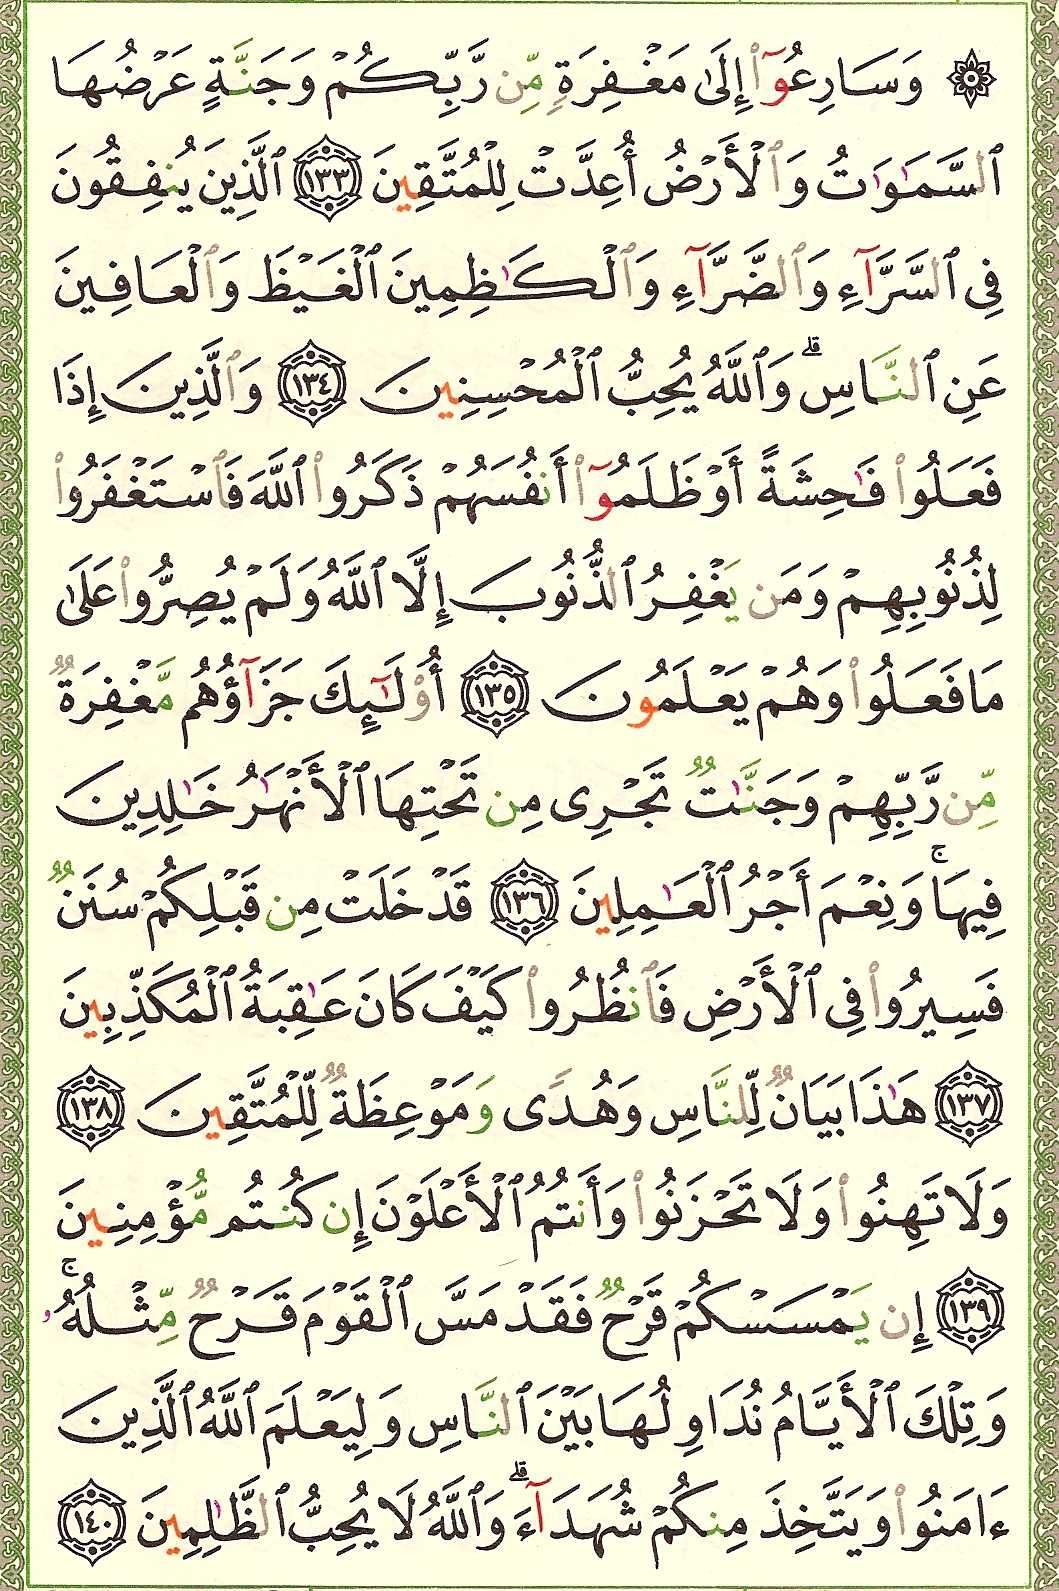 ۞ وَسَارِعُوٓا۟ إِلَىٰ مَغْفِرَةٍ مِّن رَّبِّكُمْ وَجَنَّةٍ عَرْضُهَا
ٱلسَّمَـٰوَٰتُ وَٱلْأَرْضُ أُعِدَّتْ لِلْمُتَّقِينَ ١٣٣ ٱلَّذِينَ يُنفِقُونَ
فِى ٱلسَّرَّآءِ وَٱلضَّرَّآءِ وَٱلْكَـٰظِمِينَ ٱلْغَيْظَ وَٱلْعَافِينَ
عَنِ ٱلنَّاسِ ۗ وَٱللَّهُ يُحِبُّ ٱلْمُحْسِنِينَ ١٣٤ وَٱلَّذِينَ إِذَا
فَعَلُوا۟ فَـٰحِشَةً أَوْ ظَلَمُوٓا۟ أَنفُسَهُمْ ذَكَرُوا۟ ٱللَّهَ فَٱسْتَغْفَرُوا۟
لِذُنُوبِهِمْ وَمَن يَغْفِرُ ٱلذُّنُوبَ إِلَّا ٱللَّهُ وَلَمْ يُصِرُّوا۟ عَلَىٰ
مَا فَعَلُوا۟ وَهُمْ يَعْلَمُونَ ١٣٥ أُو۟لَـٰٓئِكَ جَزَآؤُهُم مَّغْفِرَةٌ
مِّن رَّبِّهِمْ وَجَنَّـٰتٌ تَجْرِى مِن تَحْتِهَا ٱلْأَنْهَـٰرُ خَـٰلِدِينَ
فِيهَا ۚ وَنِعْمَ أَجْرُ ٱلْعَـٰمِلِينَ ١٣٦ قَدْ خَلَتْ مِن قَبْلِكُمْ سُنَنٌ
فَسِيرُوا۟ فِى ٱلْأَرْضِ فَٱنظُرُوا۟ كَيْفَ كَانَ عَـٰقِبَةُ ٱلْمُكَذِّبِينَ
١٣٧ هَـٰذَا بَيَانٌ لِّلنَّاسِ وَهُدًى وَمَوْعِظَةٌ لِّلْمُتَّقِينَ ١٣٨
وَلَا تَهِنُوا۟ وَلَا تَحْزَنُوا۟ وَأَنتُمُ ٱلْأَعْلَوْنَ إِن كُنتُم مُّؤْمِنِينَ
١٣٩ إِن يَمْسَسْكُمْ قَرْحٌ فَقَدْ مَسَّ ٱلْقَوْمَ قَرْحٌ مِّثْلُهُۥ ۚ
وَتِلْكَ ٱلْأَيَّامُ نُدَاوِلُهَا بَيْنَ ٱلنَّاسِ وَلِيَعْلَمَ ٱللَّهُ ٱلَّذِينَ
ءَامَنُوا۟ وَيَتَّخِذَ مِنكُمْ شُهَدَآءَ ۗ وَٱللَّهُ لَا يُحِبُّ ٱلظَّـٰلِمِينَ ١٤٠